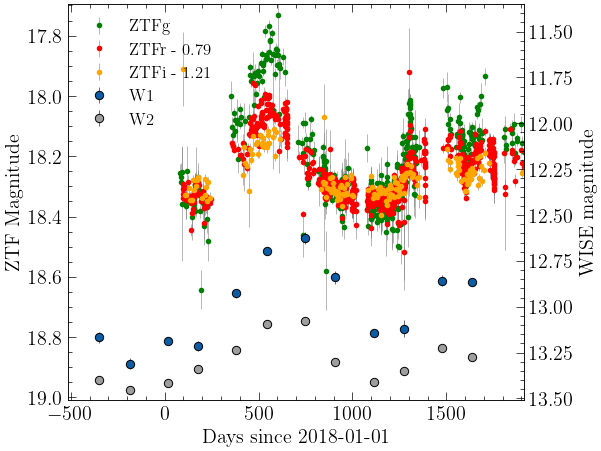 ZTFg
ZTFr - 0.79
ZTFi - 1.21
W1
W2
17.8
18.0
18.2
18.4
18.6
18.8
19.0
ZTF Magnitude
11.50
11.75
12.00
12.25
12.50
12.75
13.00
13.25
13.50
WISE magnitude
−500 0 500 1000 1500
Days since 2018-01-01